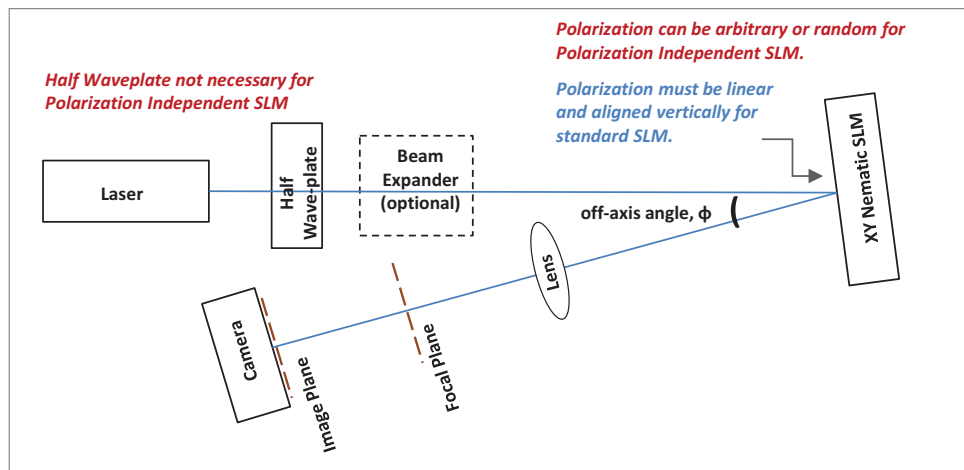 Polarization can be arbitrary or random for
Polarization Independent SLM.
Half Waveplate not necessary for
Polarization Independent SLM
Polarization must be linear
and aligned vertically for
standard SLM.
Laser
Half
Wave-plate
Beam
Expander
(optional)
XY Nematic SLM
off-axis angle, ϕ
Lens
Camera
Image Plane
Focal Plane